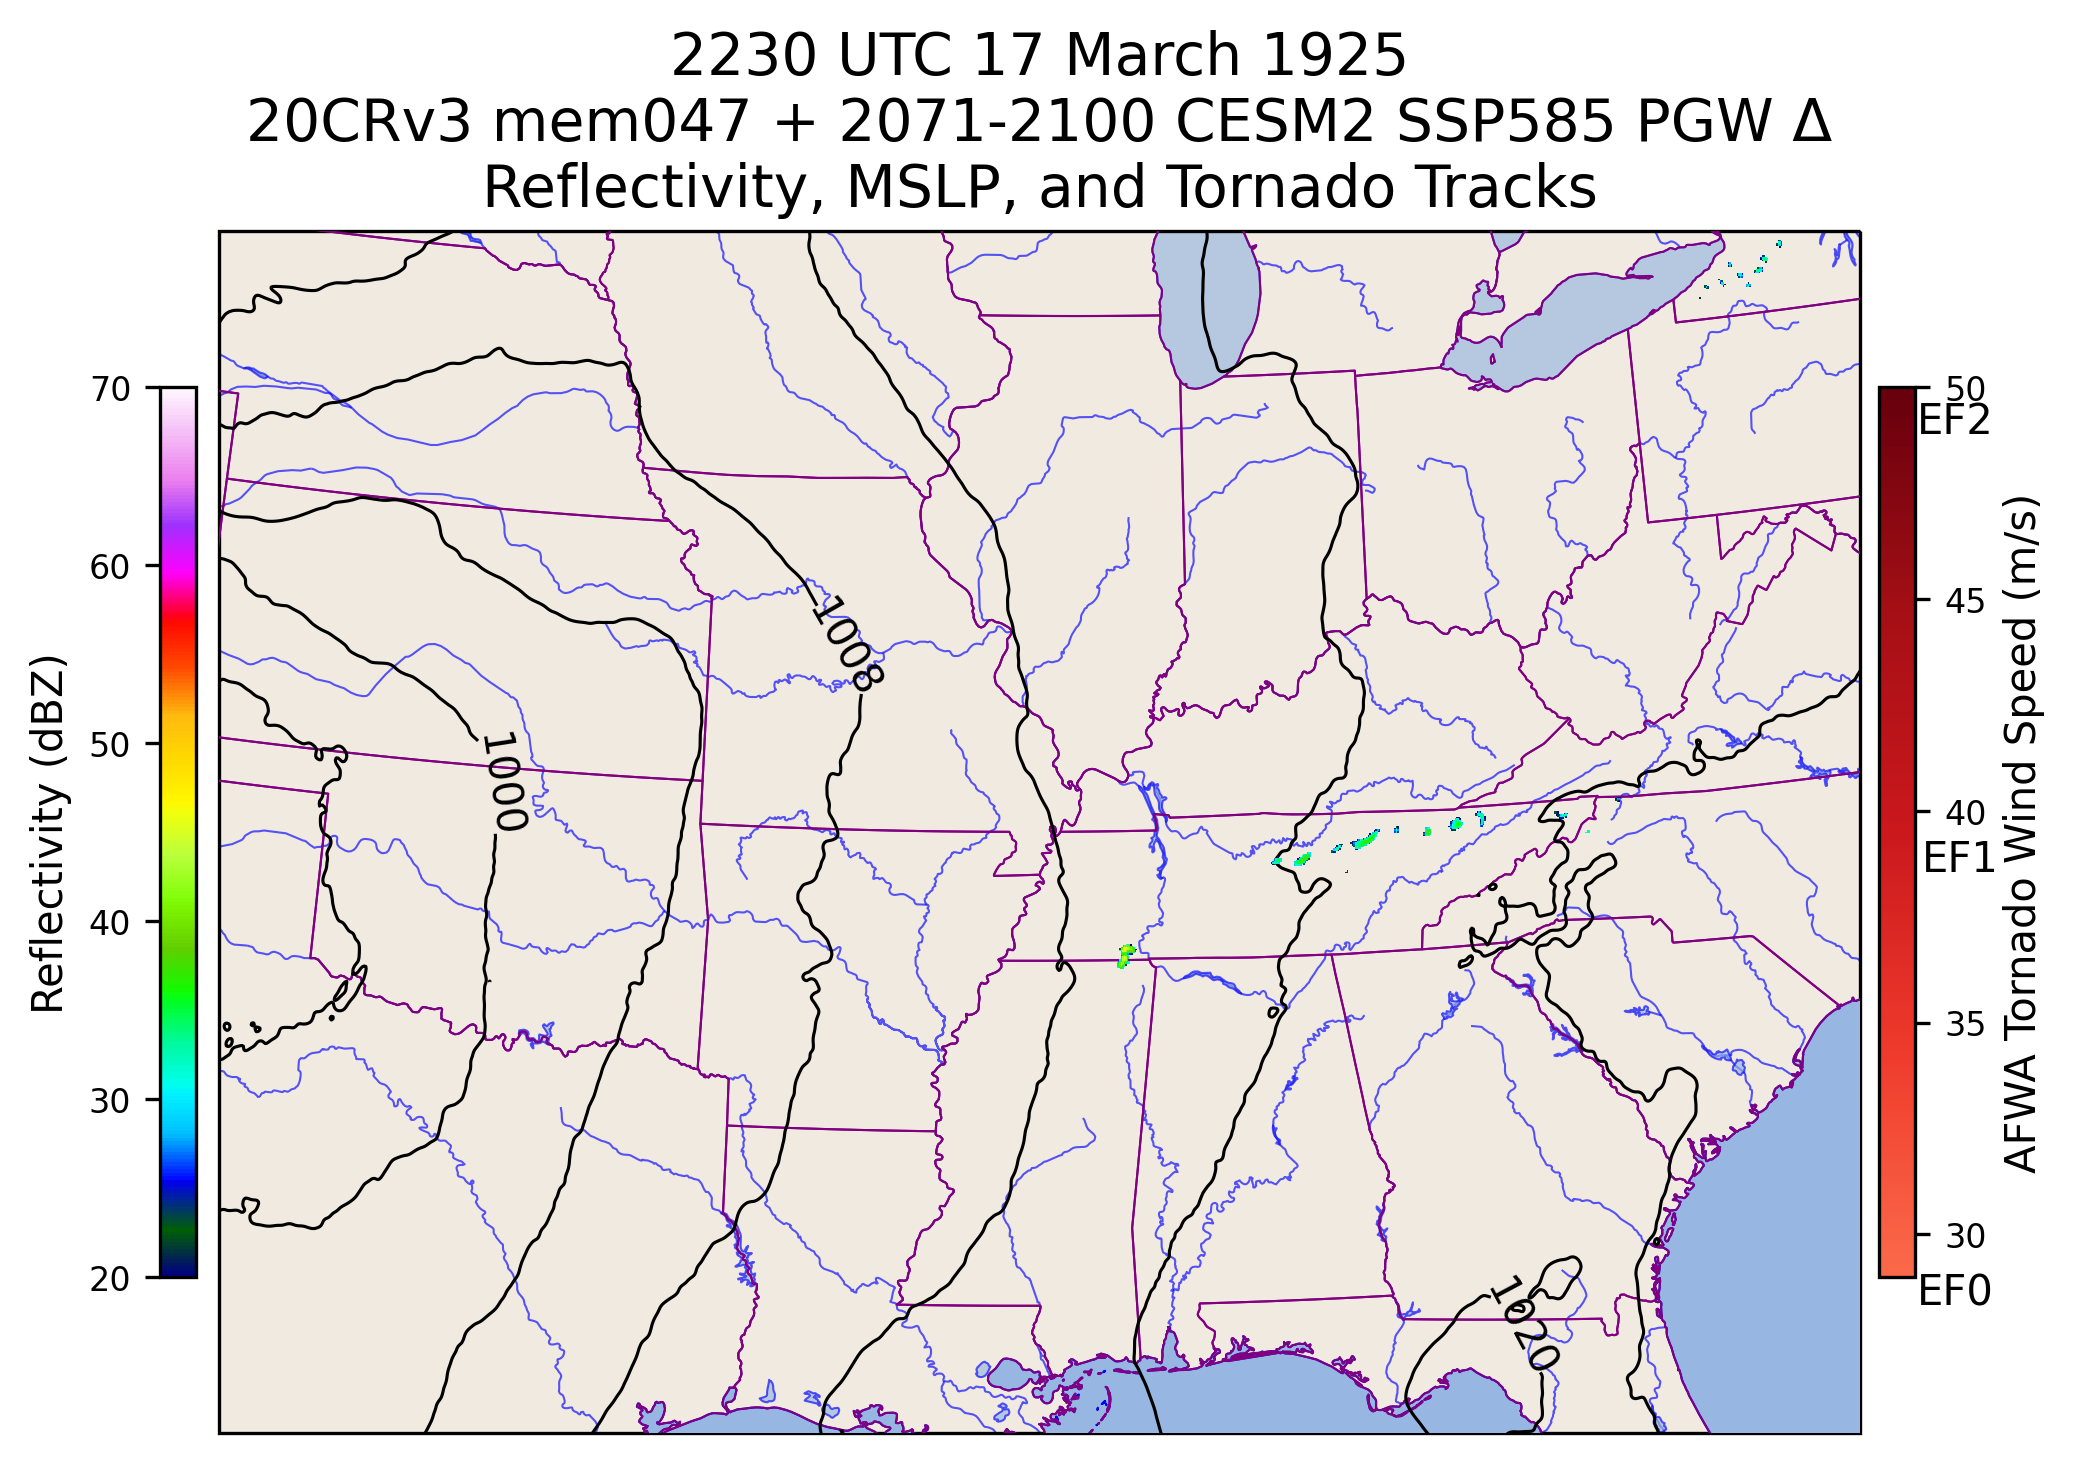 2230 UTC 17 March 1925
20CRv3 mem047 + 2071-2100 CESM2 SSP585 PGW Δ
Reflectivity, MSLP, and Tornado Tracks
70
60
50
40
30
20
Reflectivity (dBZ)
1008
1000
1020
50
EF2
45
40
EF1
35
30
EF0
AFWA Tornado Wind Speed (m/s)